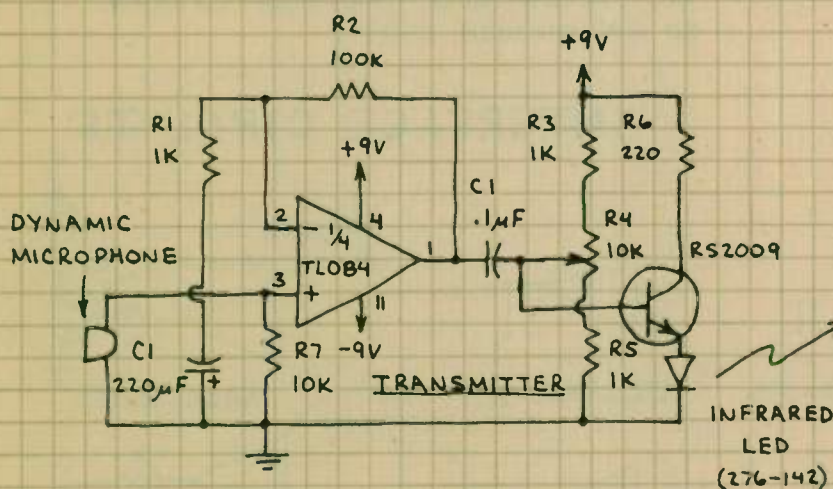 R2
100K
+9V
R1
1K
R3
1K
R6
220
+9V
C1
.1µF
DYNAMIC
MICROPHONE
2
-
1/4
4
TL084
1
R4
10K
RS2009
3
+
11
-9V
C1
220µF
+
R7
10K
TRANSMITTER
R5
1K
INFRARED
LED
(276-142)